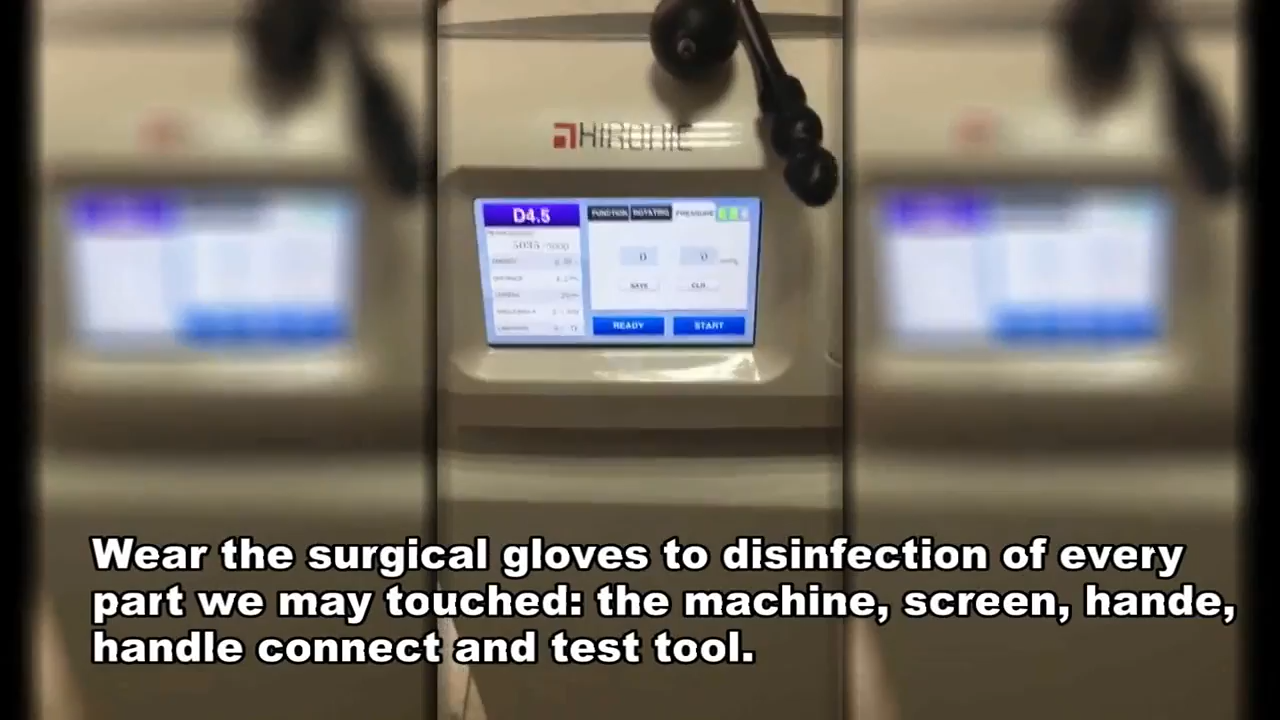 HIRONIC
D4.5
FUNCTION ROTATING PRESSURE
0 0
SAVE CLR
READY START
Wear the surgical gloves to disinfection of every
part we may touched: the machine, screen, hande,
handle connect and test tool.